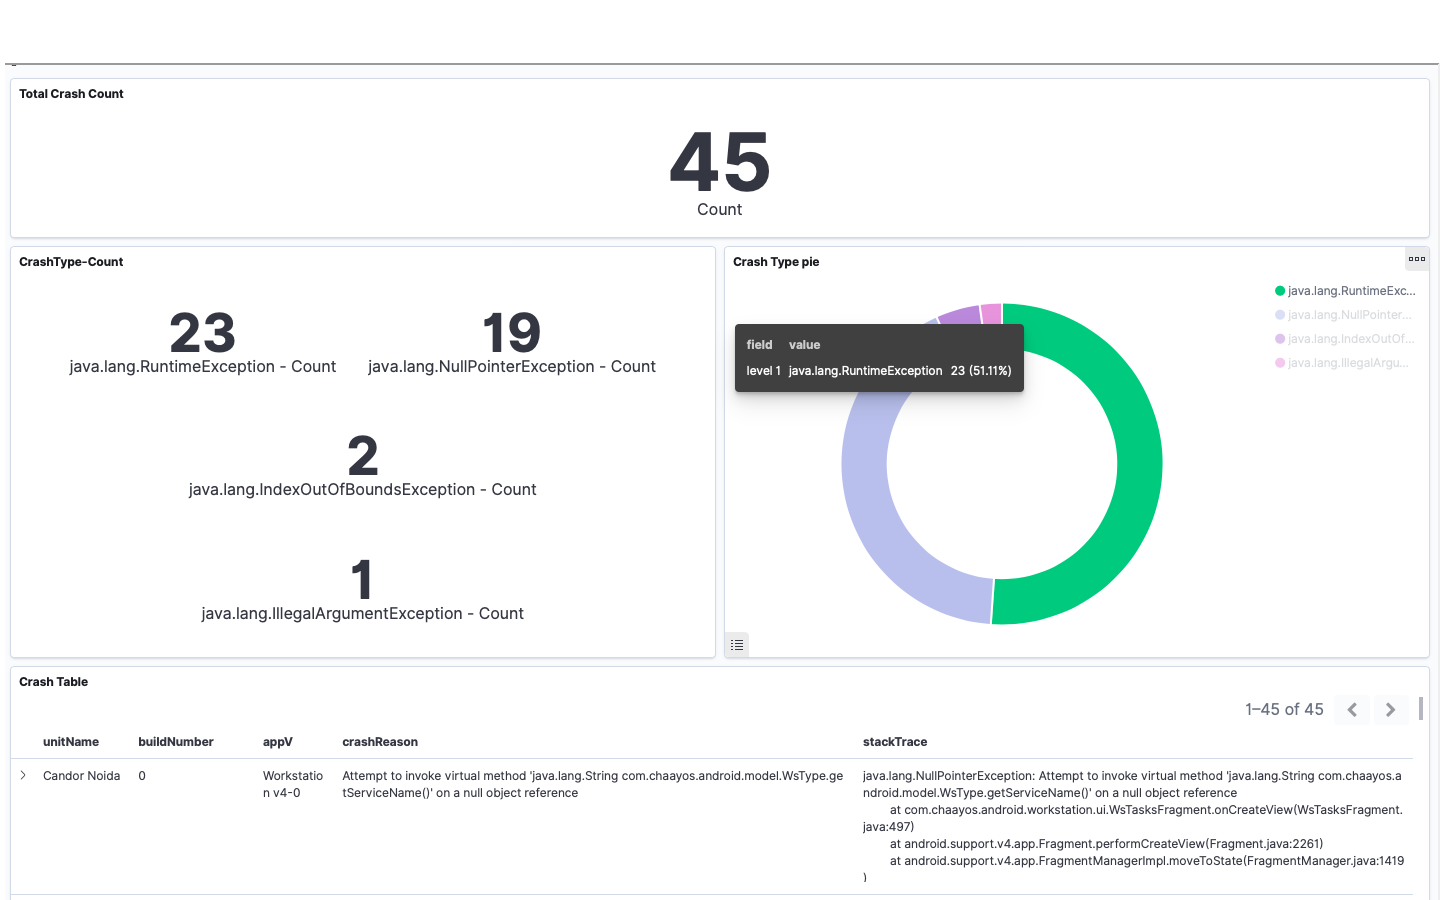 Total Crash Count
45
Count
CrashType-Count
23
java.lang.RuntimeException - Count
19
java.lang.NullPointerException - Count
2
java.lang.IndexOutOfBoundsException - Count
1
java.lang.IllegalArgumentException - Count
Crash Type pie
java.lang.RuntimeExc...
java.lang.NullPointer...
java.lang.IndexOutOf...
java.lang.IllegalArgu...
field value
level 1 java.lang.RuntimeException 23 (51.11%)
Crash Table
1–45 of 45
unitName buildNumber appV crashReason stackTrace
Candor Noida
0
Workstatio
n v4-0
Attempt to invoke virtual method 'java.lang.String com.chaayos.android.model.WsType.ge
tServiceName()' on a null object reference
java.lang.NullPointerException: Attempt to invoke virtual method 'java.lang.String com.chaayos.a
ndroid.model.WsType.getServiceName()' on a null object reference
at com.chaayos.android.workstation.ui.WsTasksFragment.onCreateView(WsTasksFragment.
java:497)
at android.support.v4.app.Fragment.performCreateView(Fragment.java:2261)
at android.support.v4.app.FragmentManagerImpl.moveToState(FragmentManager.java:1419
)